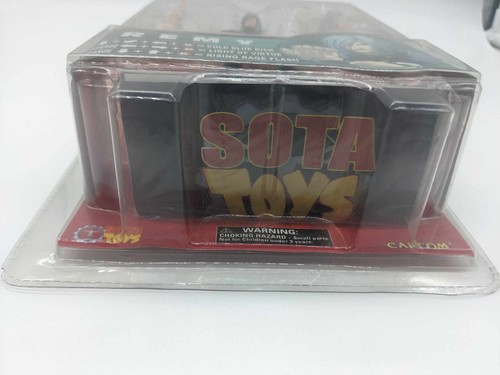 REMY
COLD BLUE KICK
LIGHT OF VIRTUE
RISING RAGE FLASH
SOTA
TOYS
WARNING:
CHOKING HAZARD - Small parts.
Not for Children under 3 years.
TOYS
CAPCOM